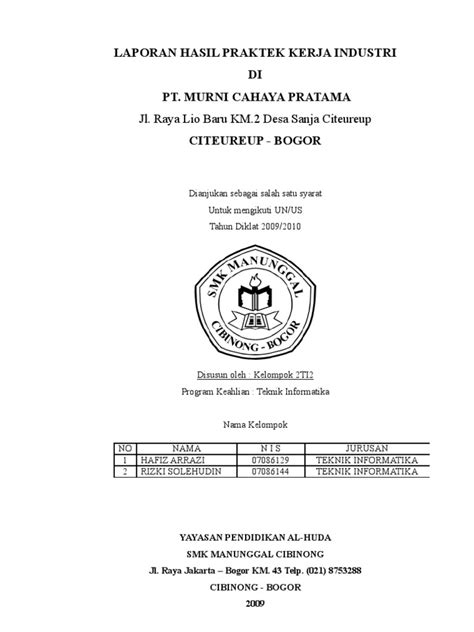 LAPORAN HASIL PRAKTEK KERJA INDUSTRI
DI
PT. MURNI CAHAYA PRATAMA
Jl. Raya Lio Baru KM.2 Desa Sanja Citeureup
CITEUREUP - BOGOR
Dianjukan sebagai salah satu syarat
Untuk mengikuti UN/US
Tahun Diklat 2009/2010
SMK MANUNGGAL
CIBINONG - BOGOR
Disusun oleh : Kelompok 2TI2
Program Keahlian : Teknik Informatika
Nama Kelompok
NO NAMA N I S JURUSAN
1 HAFIZ ARRAZI 07086129 TEKNIK INFORMATIKA
2 RIZKI SOLEHUDIN 07086144 TEKNIK INFORMATIKA
YAYASAN PENDIDIKAN AL-HUDA
SMK MANUNGGAL CIBINONG
Jl. Raya Jakarta – Bogor KM. 43 Telp. (021) 8753288
CIBINONG - BOGOR
2009